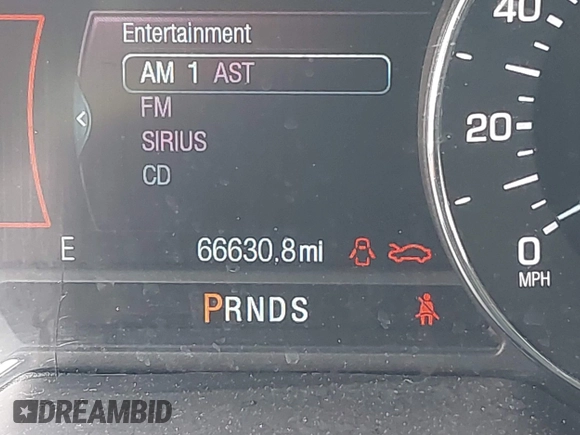 Entertainment
AM 1 AST
FM
SIRIUS
CD
40
20
0
MPH
E
66630.8mi
PRNDS
DREAMBID